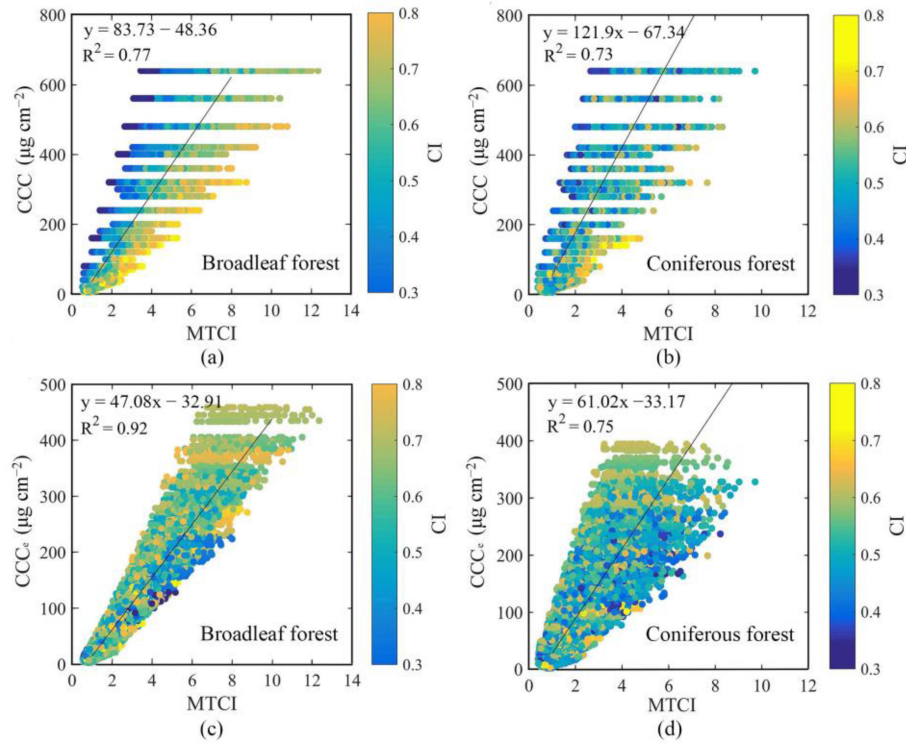 800
600
400
200
0
CCC (μg cm⁻²)
y = 83.73 − 48.36
R² = 0.77
Broadleaf forest
0 2 4 6 8 10 12 14
MTCI
(a)
0.8
0.7
0.6
0.5
0.4
0.3
CI
800
600
400
200
0
CCC (μg cm⁻²)
y = 121.9x − 67.34
R² = 0.73
Coniferous forest
0 2 4 6 8 10 12
MTCI
(b)
0.8
0.7
0.6
0.5
0.4
0.3
CI
500
400
300
200
100
0
CCCₑ (μg cm⁻²)
y = 47.08x − 32.91
R² = 0.92
Broadleaf forest
0 2 4 6 8 10 12 14
MTCI
(c)
0.8
0.7
0.6
0.5
0.4
0.3
CI
500
400
300
200
100
0
CCCₑ (μg cm⁻²)
y = 61.02x −33.17
R² = 0.75
Coniferous forest
0 2 4 6 8 10 12
MTCI
(d)
0.8
0.7
0.6
0.5
0.4
0.3
CI